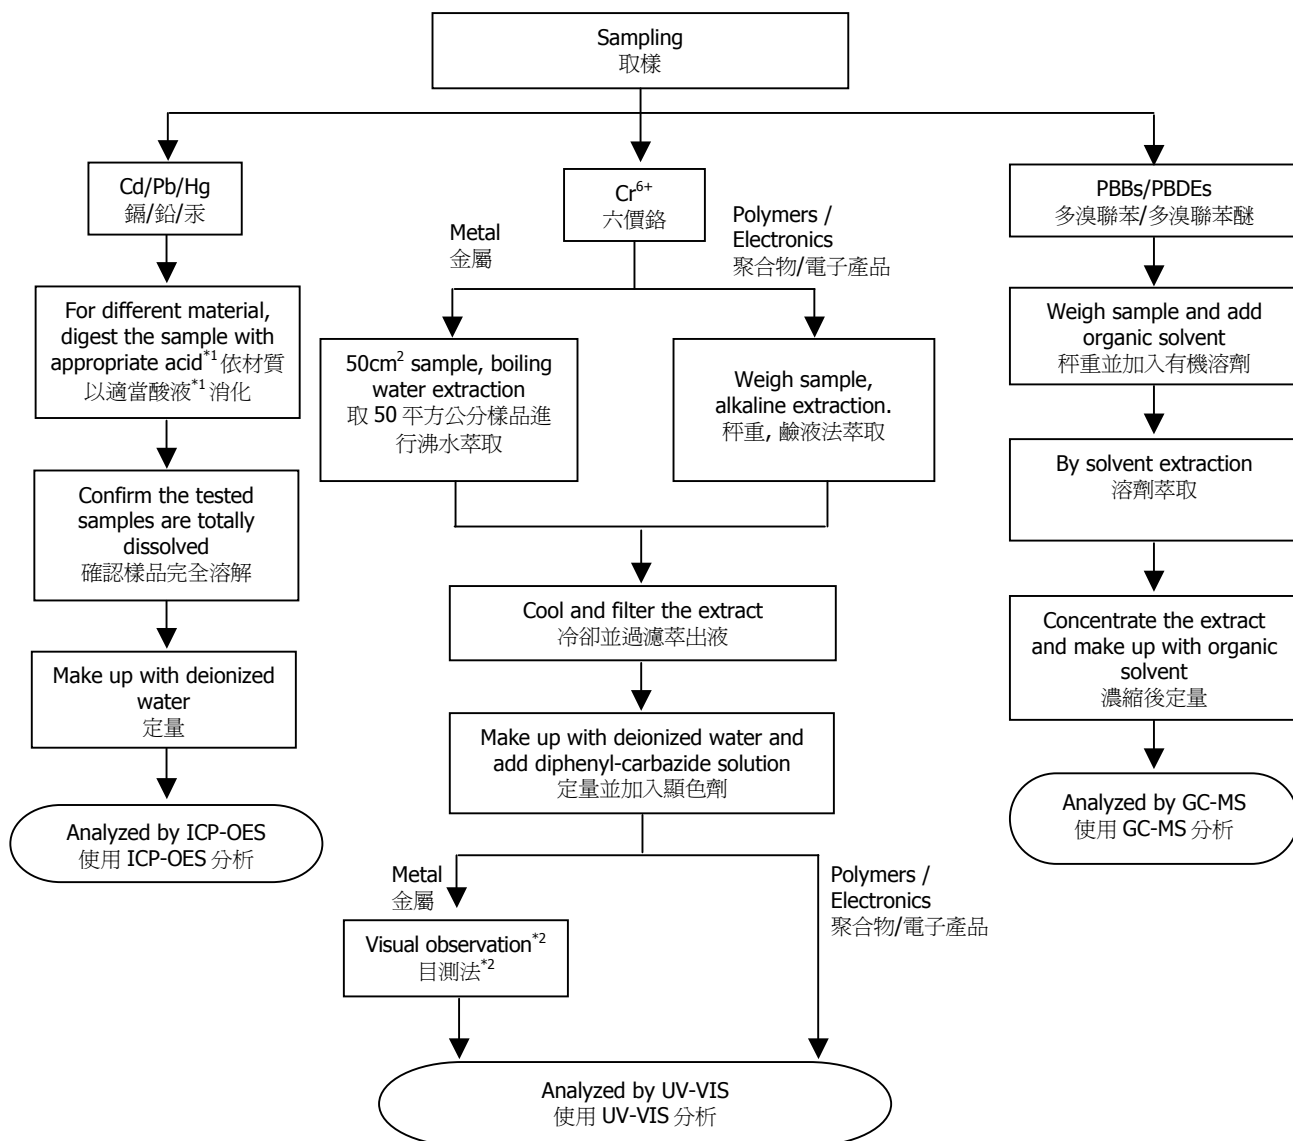 Sampling
取樣
Cd/Pb/Hg
鎘/鉛/汞
Cr⁶⁺
六價鉻
PBBs/PBDEs
多溴聯苯/多溴聯苯醚
Metal
金屬
Polymers /
Electronics
聚合物/電子產品
For different material,
digest the sample with
appropriate acid*1 依材質
以適當酸液*1 消化
50cm² sample, boiling
water extraction
取 50 平方公分樣品進
行沸水萃取
Weigh sample,
alkaline extraction.
秤重, 鹼液法萃取
Weigh sample and add
organic solvent
秤重並加入有機溶劑
Confirm the tested
samples are totally
dissolved
確認樣品完全溶解
By solvent extraction
溶劑萃取
Cool and filter the extract
冷卻並過濾萃出液
Concentrate the extract
and make up with organic
solvent
濃縮後定量
Make up with deionized
water
定量
Make up with deionized water and
add diphenyl-carbazide solution
定量並加入顯色劑
Analyzed by ICP-OES
使用 ICP-OES 分析
Analyzed by GC-MS
使用 GC-MS 分析
Metal
金屬
Polymers /
Electronics
聚合物/電子產品
Visual observation*2
目測法*2
Analyzed by UV-VIS
使用 UV-VIS 分析